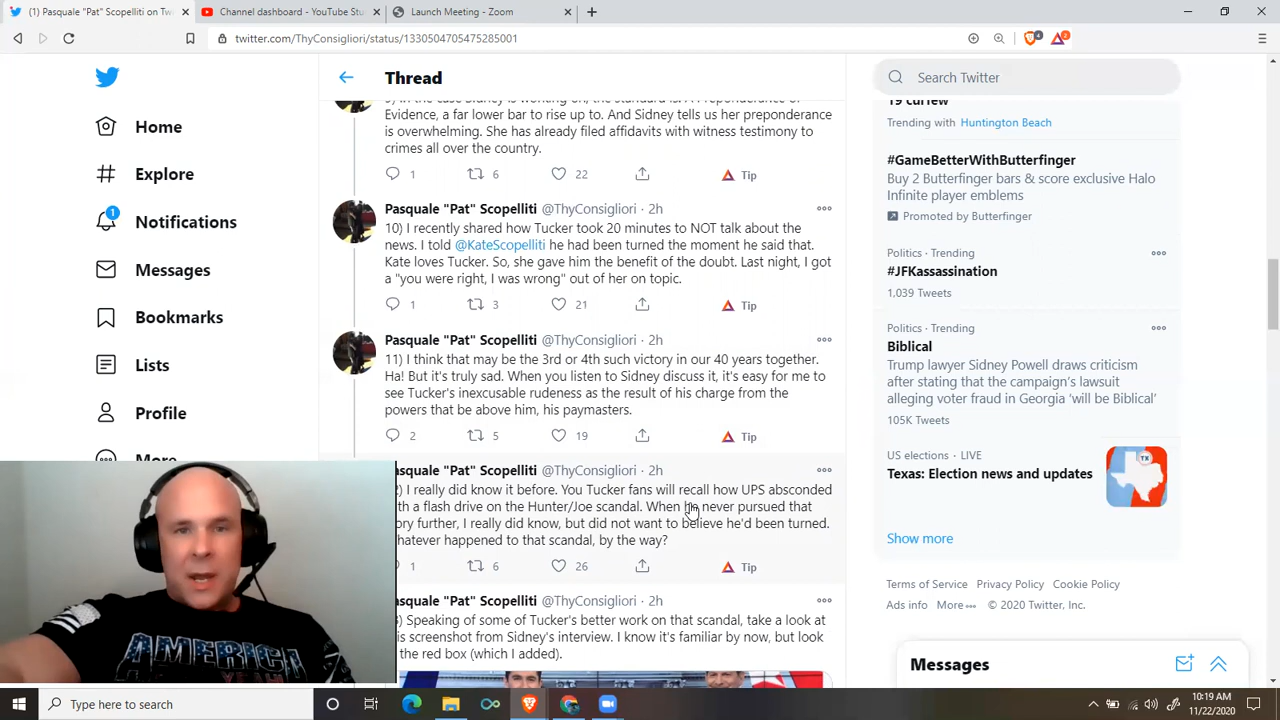 (1) Pasquale "Pat" Scopelliti on Tw
Channel dashboard - YouTube Stu
Launch Meeting - Zoom
twitter.com/ThyConsigliori/status/1330504705475285001
4
2
Thread
Search Twitter
Home
Explore
1
Notifications
Messages
Bookmarks
Lists
Profile
More
Evidence, a far lower bar to rise up to. And Sidney tells us her preponderance
is overwhelming. She has already filed affidavits with witness testimony to
crimes all over the country.
1 6 22 Tip
Pasquale "Pat" Scopelliti @ThyConsigliori · 2h
10) I recently shared how Tucker took 20 minutes to NOT talk about the
news. I told @KateScopelliti he had been turned the moment he said that.
Kate loves Tucker. So, she gave him the benefit of the doubt. Last night, I got
a "you were right, I was wrong" out of her on topic.
1 3 21 Tip
Pasquale "Pat" Scopelliti @ThyConsigliori · 2h
11) I think that may be the 3rd or 4th such victory in our 40 years together.
Ha! But it's truly sad. When you listen to Sidney discuss it, it's easy for me to
see Tucker's inexcusable rudeness as the result of his charge from the
powers that be above him, his paymasters.
2 5 19 Tip
asquale "Pat" Scopelliti @ThyConsigliori · 2h
) I really did know it before. You Tucker fans will recall how UPS absconded
th a flash drive on the Hunter/Joe scandal. When he never pursued that
ory further, I really did know, but did not want to believe he'd been turned.
hatever happened to that scandal, by the way?
1 6 26 Tip
asquale "Pat" Scopelliti @ThyConsigliori · 2h
) Speaking of some of Tucker's better work on that scandal, take a look at
is screenshot from Sidney's interview. I know it's familiar by now, but look
the red box (which I added).
19 curfew
Trending with Huntington Beach
#GameBetterWithButterfinger
Buy 2 Butterfinger bars & score exclusive Halo
Infinite player emblems
Promoted by Butterfinger
Politics · Trending
#JFKassassination
1,039 Tweets
Politics · Trending
Biblical
Trump lawyer Sidney Powell draws criticism
after stating that the campaign's lawsuit
alleging voter fraud in Georgia 'will be Biblical'
105K Tweets
US elections · LIVE
Texas: Election news and updates
TX
Show more
Terms of Service Privacy Policy Cookie Policy
Ads info More © 2020 Twitter, Inc.
Messages
AMERICA
Type here to search
10:19 AM
11/22/2020